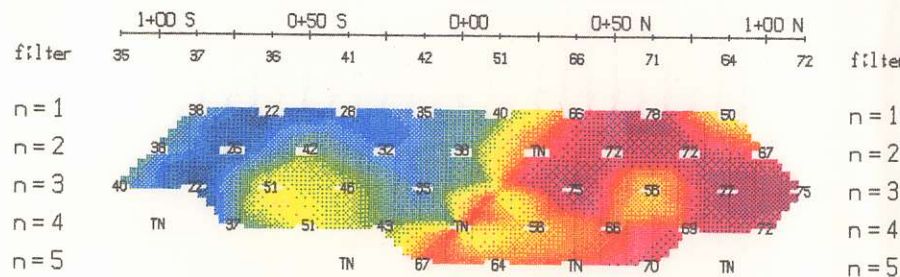 1+00 S 0+50 S 0+00 0+50 N 1+00 N
filter 35 37 36 41 42 51 66 71 64 72 filter
n = 1 38 22 26 35 40 66 78 50 n = 1
n = 2 36 26 42 32 38 TN 72 72 67 n = 2
n = 3 40 22 51 46 35 75 58 77 75 n = 3
n = 4 TN 37 51 43 TN 58 66 69 72 n = 4
n = 5 TN 67 64 TN 70 TN n = 5